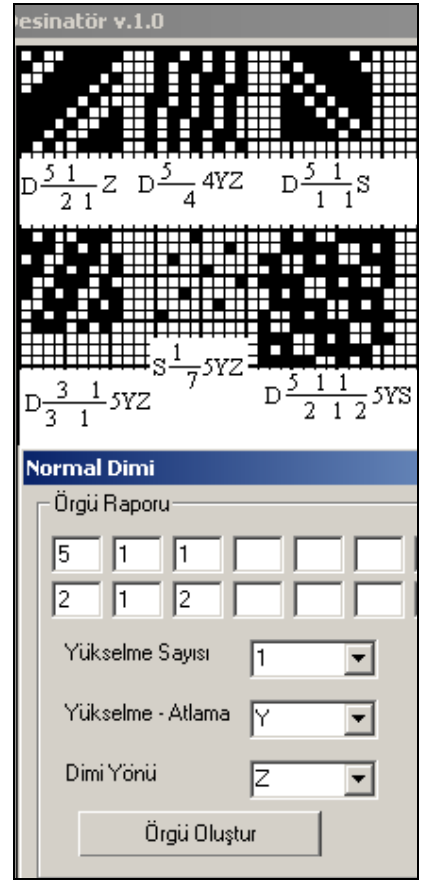 esinatör v.1.0
D 5 1 / 2 1 Z D 5 / 4 4YZ D 5 1 / 1 1 S
S 1 / 7 5YZ
D 3 1 / 3 1 5YZ D 5 1 1 / 2 1 2 5YS
Normal Dimi
Örgü Raporu
5 1 1
2 1 2
Yükselme Sayısı 1
Yükselme - Atlama Y
Dimi Yönü Z
Örgü Oluştur